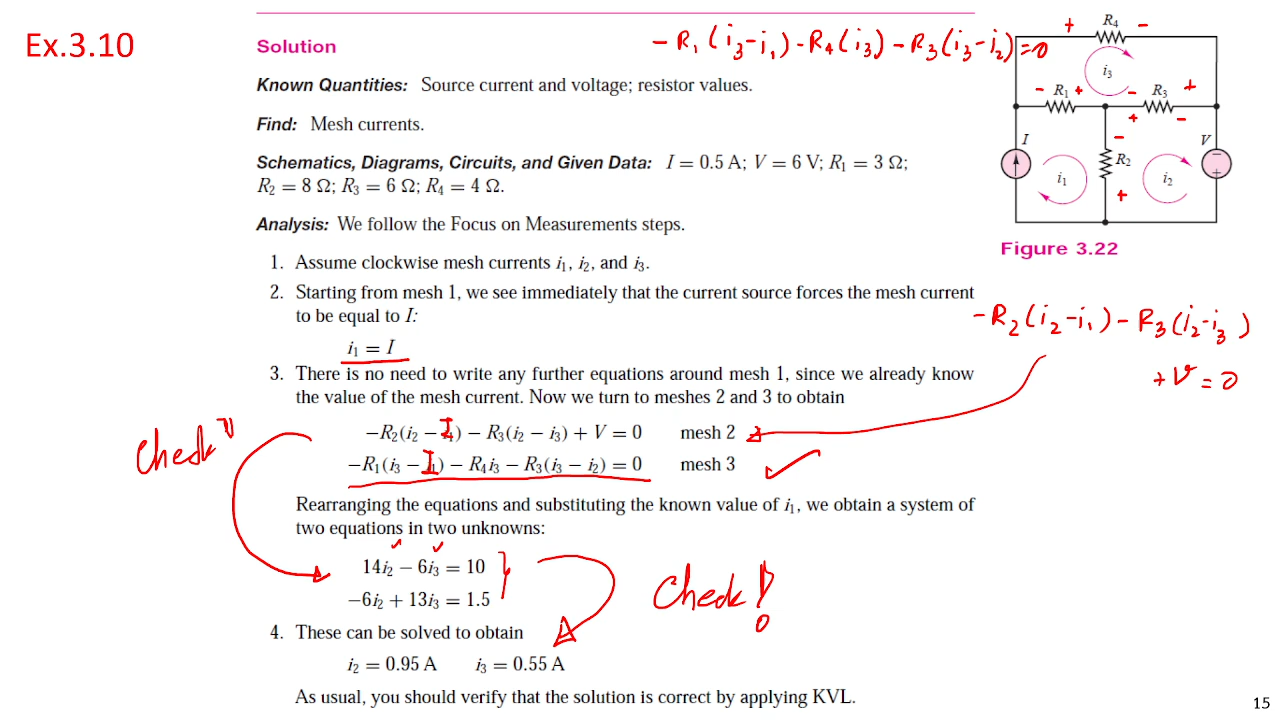 Ex.3.10
Solution
− R₁ (i₃−i₁) − R₄(i₃) − R₃(i₃−i₂) = 0
Known Quantities: Source current and voltage; resistor values.
Find: Mesh currents.
Schematics, Diagrams, Circuits, and Given Data: I = 0.5 A; V = 6 V; R₁ = 3 Ω;
R₂ = 8 Ω; R₃ = 6 Ω; R₄ = 4 Ω.
Analysis: We follow the Focus on Measurements steps.
1. Assume clockwise mesh currents i₁, i₂, and i₃.
2. Starting from mesh 1, we see immediately that the current source forces the mesh current
to be equal to I:
i₁ = I
3. There is no need to write any further equations around mesh 1, since we already know
the value of the mesh current. Now we turn to meshes 2 and 3 to obtain
−R₂(i₂ − I) − R₃(i₂ − i₃) + V = 0 mesh 2
−R₁(i₃ − I) − R₄i₃ − R₃(i₃ − i₂) = 0 mesh 3
Check
Rearranging the equations and substituting the known value of i₁, we obtain a system of
two equations in two unknowns:
14i₂ − 6i₃ = 10
−6i₂ + 13i₃ = 1.5
Check!
4. These can be solved to obtain
i₂ = 0.95 A i₃ = 0.55 A
As usual, you should verify that the solution is correct by applying KVL.
+ R₄ −
i₃
− R₁ + − R₃ +
+ −
I − V
R₂
i₁ i₂
+
− +
Figure 3.22
−R₂(i₂−i₁) − R₃(i₂−i₃)
+V = 0
15